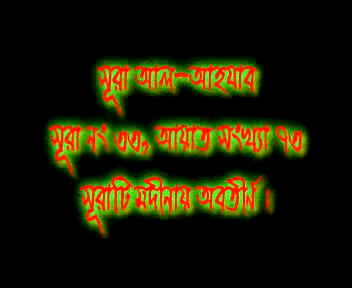 সূরা আল-আহযাব
সূরা নং ৩৩, আয়াত সংখ্যা ৭৩
সূরাটি মদীনায় অবতীর্ন ।